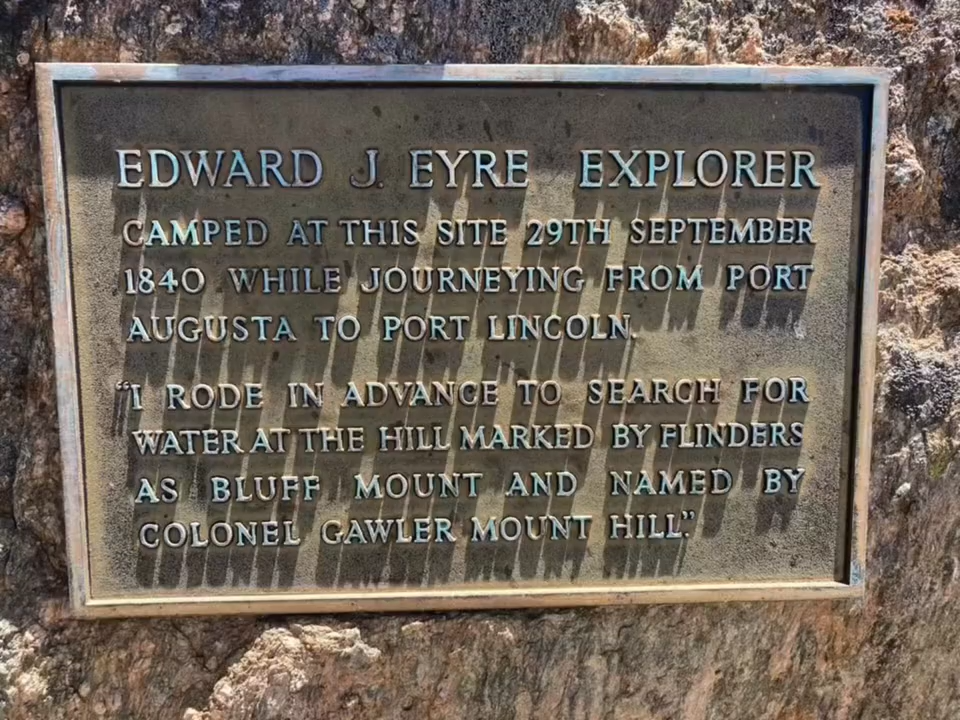 EDWARD J. EYRE EXPLORER
CAMPED AT THIS SITE 29TH SEPTEMBER
1840 WHILE JOURNEYING FROM PORT
AUGUSTA TO PORT LINCOLN.
"I RODE IN ADVANCE TO SEARCH FOR
WATER AT THE HILL MARKED BY FLINDERS
AS BLUFF MOUNT AND NAMED BY
COLONEL GAWLER MOUNT HILL."